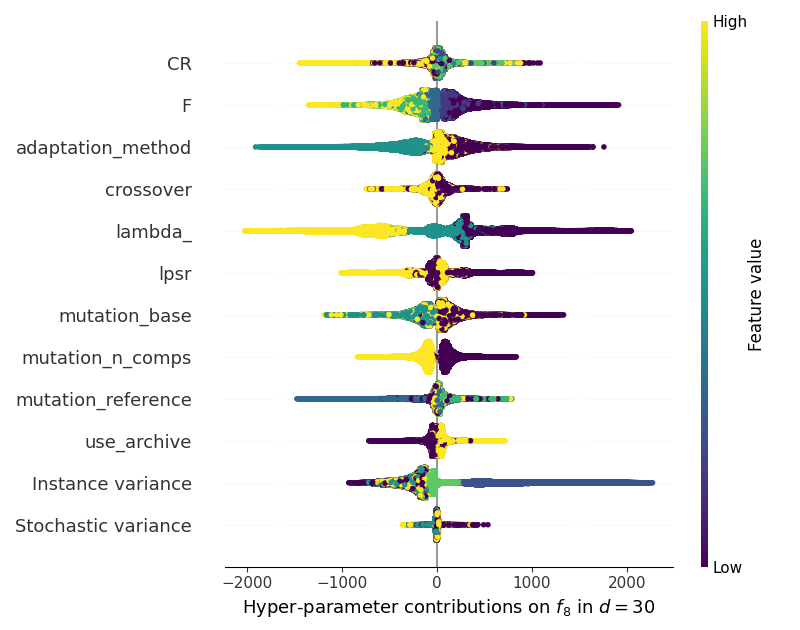 High
CR
F
adaptation_method
crossover
lambda_
lpsr
mutation_base
mutation_n_comps
mutation_reference
use_archive
Instance variance
Stochastic variance
Feature value
Low
−2000 −1000 0 1000 2000
Hyper-parameter contributions on f₈ in d = 30